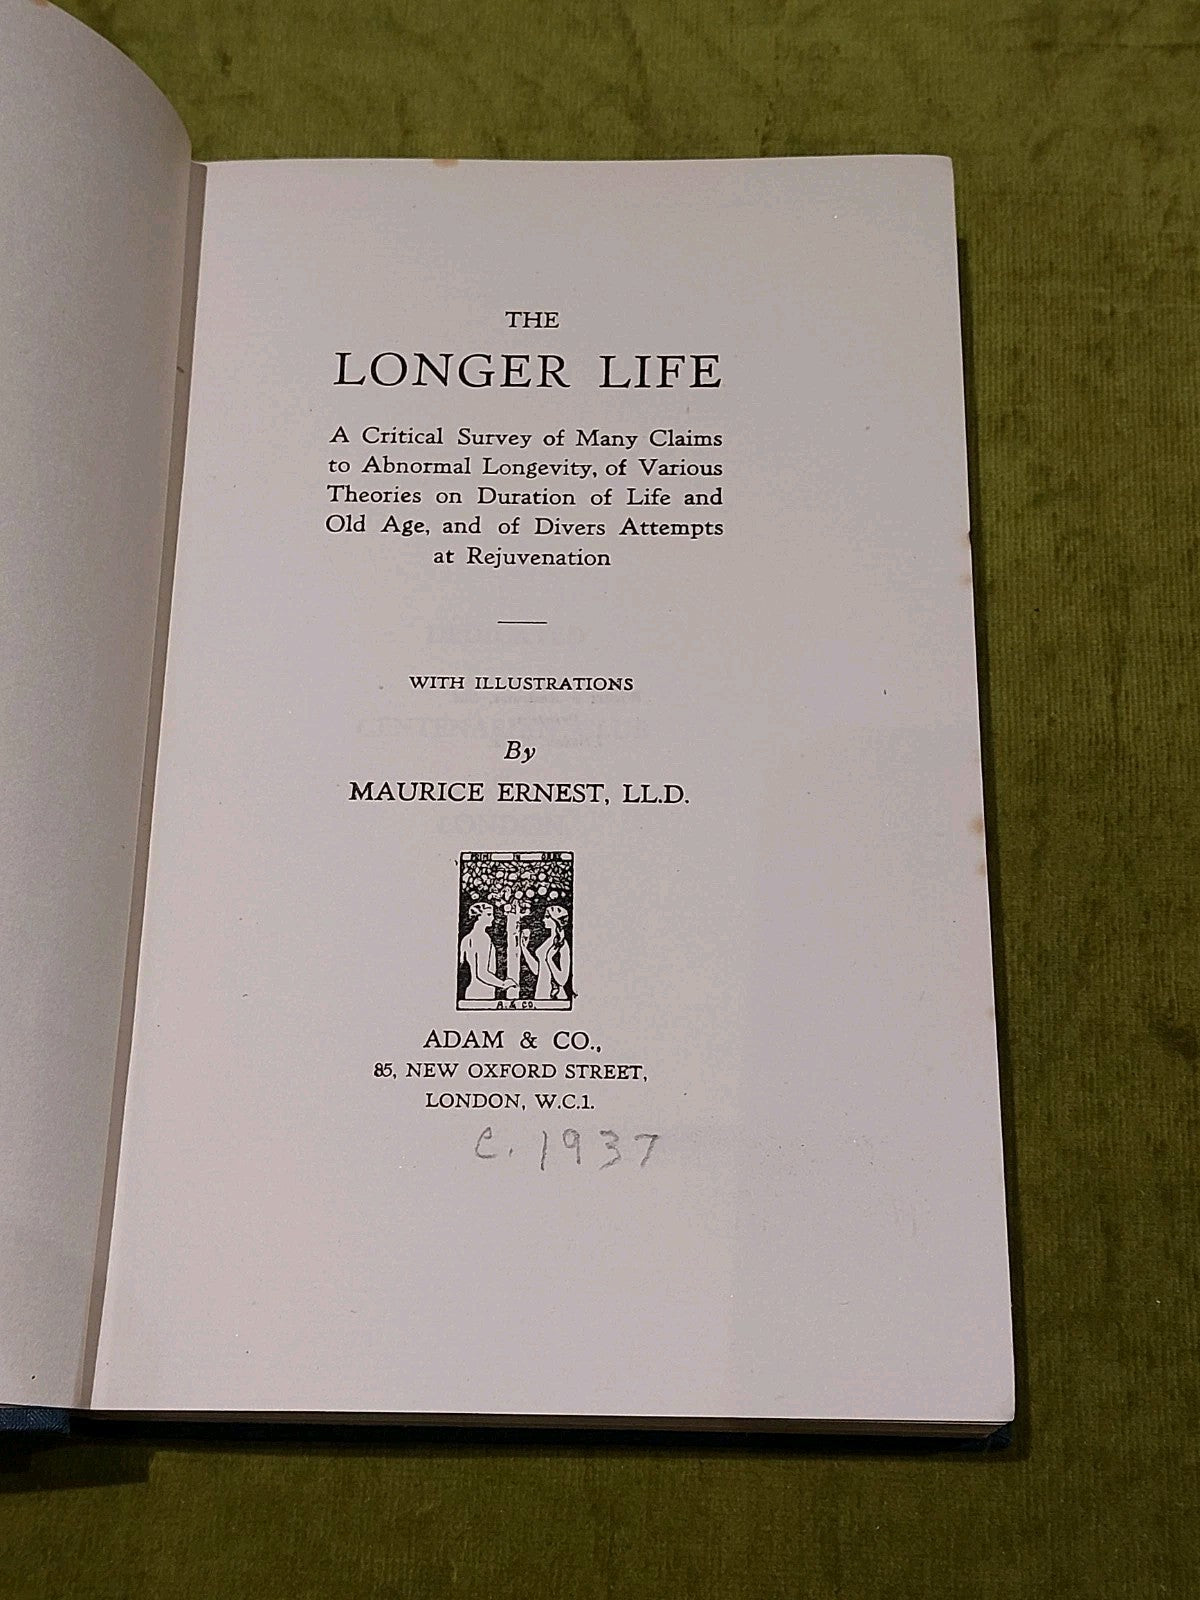 THE
LONGER LIFE
A Critical Survey of Many Claims
to Abnormal Longevity, of Various
Theories on Duration of Life and
Old Age, and of Divers Attempts
at Rejuvenation
WITH ILLUSTRATIONS
By
MAURICE ERNEST, LL.D.
A. & CO.
ADAM & CO.,
85, NEW OXFORD STREET,
LONDON, W.C.1.
c. 1937